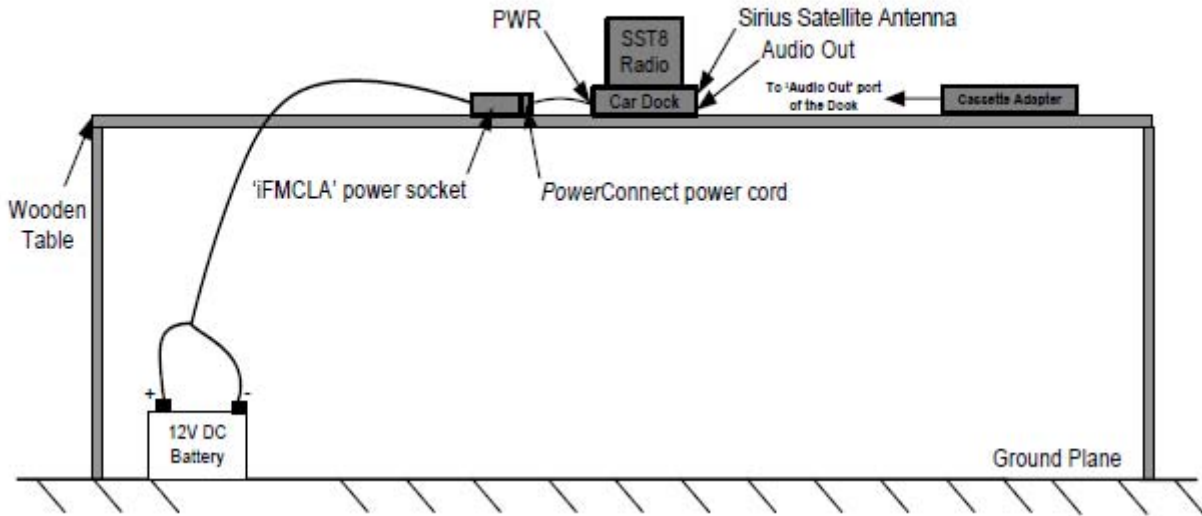 PWR
Sirius Satellite Antenna
SST8
Radio
Audio Out
To 'Audio Out' port
of the Dock
Car Dock
Cassette Adapter
'iFMCLA' power socket
PowerConnect power cord
Wooden
Table
+
-
12V DC
Battery
Ground Plane